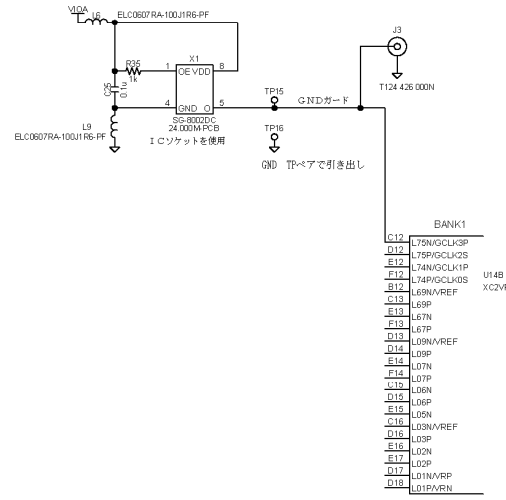 VIOA
L6
ELC0607RA-100J1R6-PF
J3
T124 426 000N
R35
1k
X1
1
OE VDD
8
C25
0.1u
4
GND O
5
SG-8002DC
24.000M-PCB
ICソケットを使用
TP15
GNDガード
TP16
GND TPペアで引き出し
L9
ELC0607RA-100J1R6-PF
BANK1
C12 L75N/GCLK3P
D12 L75P/GCLK2S
E12 L74N/GCLK1P
F12 L74P/GCLK0S
B12 L69N/VREF
C13 L69P
E13 L67N
F13 L67P
D13 L09N/VREF
D14 L09P
E14 L07N
F14 L07P
C15 L06N
D15 L06P
E15 L05N
C16 L03N/VREF
D16 L03P
E16 L02N
E17 L02P
D17 L01N/VRP
D18 L01P/VRN
U14B